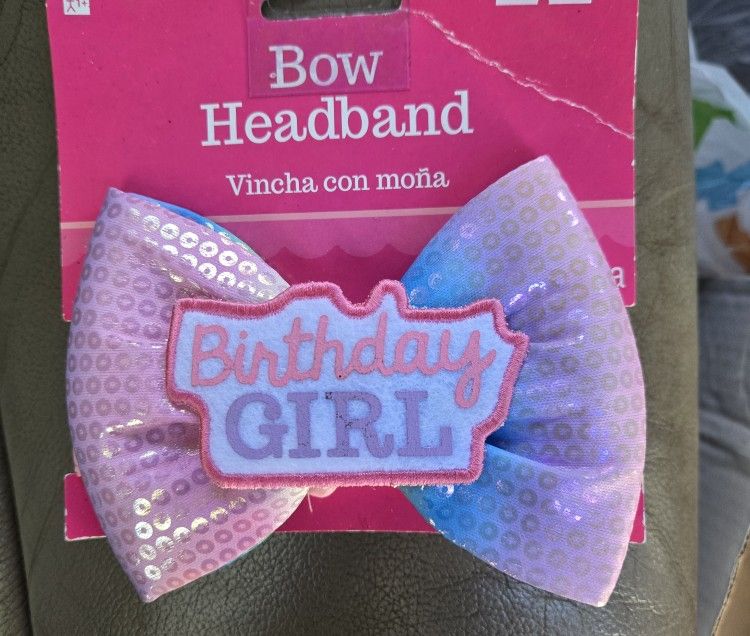 Bow
Headband
Vincha con moña
a
Birthday
GIRL